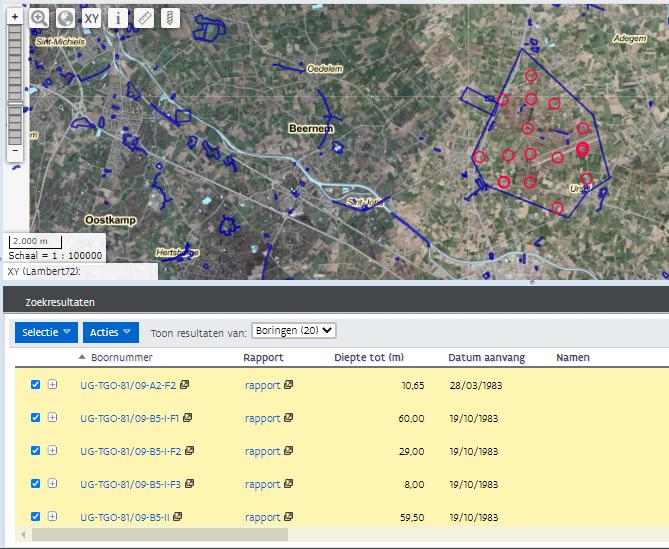 +
XY
i
Sint-Michiels
Adegem
Oedelem
Beernem
Ursel
Sint-Joris
Oostkamp
Hertsberge
−
2.000 m
Schaal = 1 : 100000
XY (Lambert72):
Zoekresultaten
Selectie Acties Toon resultaten van: Boringen (20)
Boornummer Rapport Diepte tot (m) Datum aanvang Namen
UG-TGO-81/09-A2-F2 rapport 10,65 28/03/1983
UG-TGO-81/09-B5-I-F1 rapport 60,00 19/10/1983
UG-TGO-81/09-B5-I-F2 rapport 29,00 19/10/1983
UG-TGO-81/09-B5-I-F3 rapport 8,00 19/10/1983
UG-TGO-81/09-B5-II rapport 59,50 19/10/1983